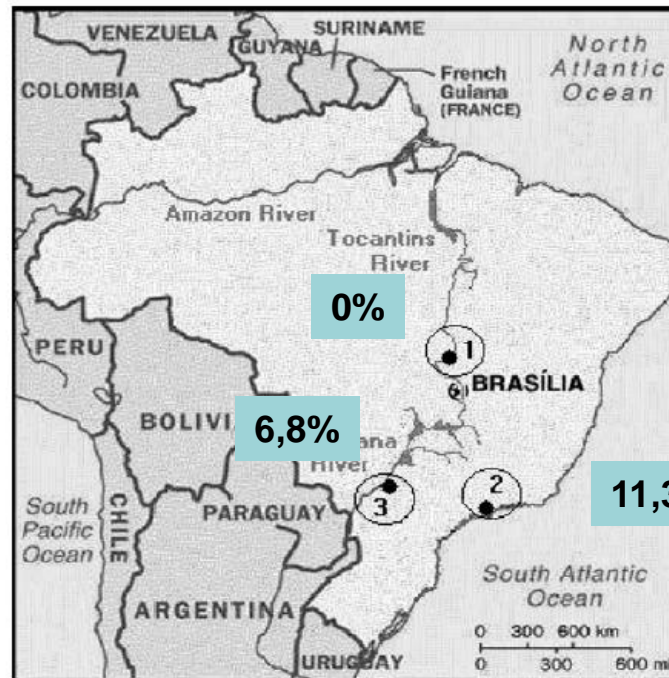 VENEZUELA
SURINAME
GUYANA
COLOMBIA
French
Guiana
(FRANCE)
North
Atlantic
Ocean
Amazon River
Tocantins
River
0%
1
PERU
BRASÍLIA
BOLIVI
6,8%
ana
River
3
2
11,3
PARAGUAY
South
Pacific
Ocean
CHILE
ARGENTINA
URUGUAY
South Atlantic
Ocean
0 300 600 km
0 300 600 m